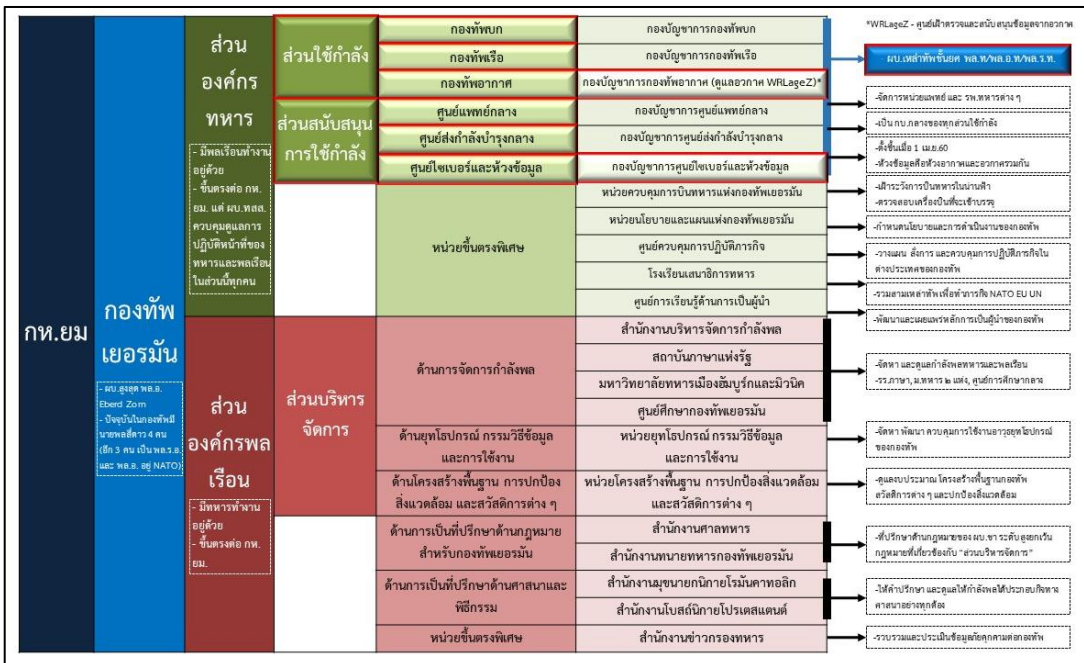 กห.ยม
กองทัพ
เยอรมัน
- ผบ.สูงสุด พล.อ.
Eberd Zorn
- ปัจจุบันในกองทัพมี
นายพลสี่ดาว 4 คน
(อีก 3 คน เป็น พล.ร.อ.
และ พล.อ. อยู่ NATO)
ส่วน
องค์กร
ทหาร
- มีพลเรือนทำงาน
อยู่ด้วย
- ขึ้นตรงต่อ กห.
ยม. แต่ ผบ.ทสส.
ควบคุมดูแลการ
ปฏิบัติหน้าที่ของ
ทหารและพลเรือน
ในส่วนนี้ทุกคน
ส่วน
องค์กรพล
เรือน
- มีทหารทำงาน
อยู่ด้วย
- ขึ้นตรงต่อ กห.
ยม.
ส่วนใช้กำลัง
ส่วนสนับสนุน
การใช้กำลัง
ส่วนบริหาร
จัดการ
กองทัพบก
กองทัพเรือ
กองทัพอากาศ
ศูนย์แพทย์กลาง
ศูนย์ส่งกำลังบำรุงกลาง
ศูนย์ไซเบอร์และห้วงข้อมูล
หน่วยขึ้นตรงพิเศษ
ด้านการจัดการกำลังพล
ด้านยุทโธปกรณ์ กรรมวิธีข้อมูล
และการใช้งาน
ด้านโครงสร้างพื้นฐาน การปกป้อง
สิ่งแวดล้อม และสวัสดิการต่าง ๆ
ด้านการเป็นที่ปรึกษาด้านกฎหมาย
สำหรับกองทัพเยอรมัน
ด้านการเป็นที่ปรึกษาด้านศาสนาและ
พิธีกรรม
หน่วยขึ้นตรงพิเศษ
กองบัญชาการกองทัพบก
กองบัญชาการกองทัพเรือ
กองบัญชาการกองทัพอากาศ (ดูแลอวกาศ WRLageZ)*
กองบัญชาการศูนย์แพทย์กลาง
กองบัญชาการศูนย์ส่งกำลังบำรุงกลาง
กองบัญชาการศูนย์ไซเบอร์และห้วงข้อมูล
หน่วยควบคุมการบินทหารแห่งกองทัพเยอรมัน
หน่วยนโยบายและแผนแห่งกองทัพเยอรมัน
ศูนย์ควบคุมการปฏิบัติภารกิจ
โรงเรียนเสนาธิการทหาร
ศูนย์การเรียนรู้ด้านการเป็นผู้นำ
สำนักงานบริหารจัดการกำลังพล
สถาบันภาษาแห่งรัฐ
มหาวิทยาลัยทหารเมืองฮัมบูร์กและมิวนิค
ศูนย์ศึกษากองทัพเยอรมัน
หน่วยยุทโธปกรณ์ กรรมวิธีข้อมูล
และการใช้งาน
หน่วยโครงสร้างพื้นฐาน การปกป้องสิ่งแวดล้อม
และสวัสดิการต่าง ๆ
สำนักงานศาลทหาร
สำนักงานทนายทหารกองทัพเยอรมัน
สำนักงานมุขนายกนิกายโรมันคาทอลิก
สำนักงานโบสถ์นิกายโปรเตสแตนต์
สำนักงานข่าวกรองทหาร
*WRLageZ - ศูนย์เฝ้าตรวจและสนับสนุนข้อมูลจากอวกาศ
ผบ.เหล่าทัพชั้นยศ พล.ท/พล.อ.ท/พล.ร.ท.
-จัดการหน่วยแพทย์ และ รพ.ทหารต่าง ๆ
-เป็น กบ.กลางของทุกส่วนใช้กำลัง
-ตั้งขึ้นเมื่อ 1 เม.ย.60
-ห้วงข้อมูลคือห้วงอากาศและอวกาศรวมกัน
-เฝ้าระวังการบินทหารในน่านฟ้า
-ตรวจสอบเครื่องบินที่จะเข้าบรรจุ
-กำหนดนโยบายและการดำเนินงานของกองทัพ
-วางแผน สั่งการ และควบคุมการปฏิบัติภารกิจใน
ต่างประเทศของกองทัพ
-รวมสามเหล่าทัพ เพื่อทำภารกิจ NATO EU UN
-พัฒนาและเผยแพร่หลักการเป็นผู้นำของกองทัพ
-จัดหา และดูแลกำลังพลทหารและพลเรือน
-รร.ภาษา, ม.ทหาร ๒ แห่ง, ศูนย์การศึกษากลาง
-จัดหา พัฒนา ควบคุมการใช้งานอาวุธยุทโธปกรณ์
ของกองทัพ
-ดูแลงบประมาณ โครงสร้างพื้นฐานกองทัพ
สวัสดิการต่าง ๆ และปกป้องสิ่งแวดล้อม
-ที่ปรึกษาด้านกฎหมายของ ผบ.ชา ระดับสูงยกเว้น
กฎหมายที่เกี่ยวข้องกับ "ส่วนบริหารจัดการ"
-ให้คำปรึกษา และดูแลให้กำลังพลได้ประกอบกิจทาง
ศาสนาอย่างทุกต้อง
-รวบรวมและประเมินข้อมูลภัยคุกคามต่อกองทัพ